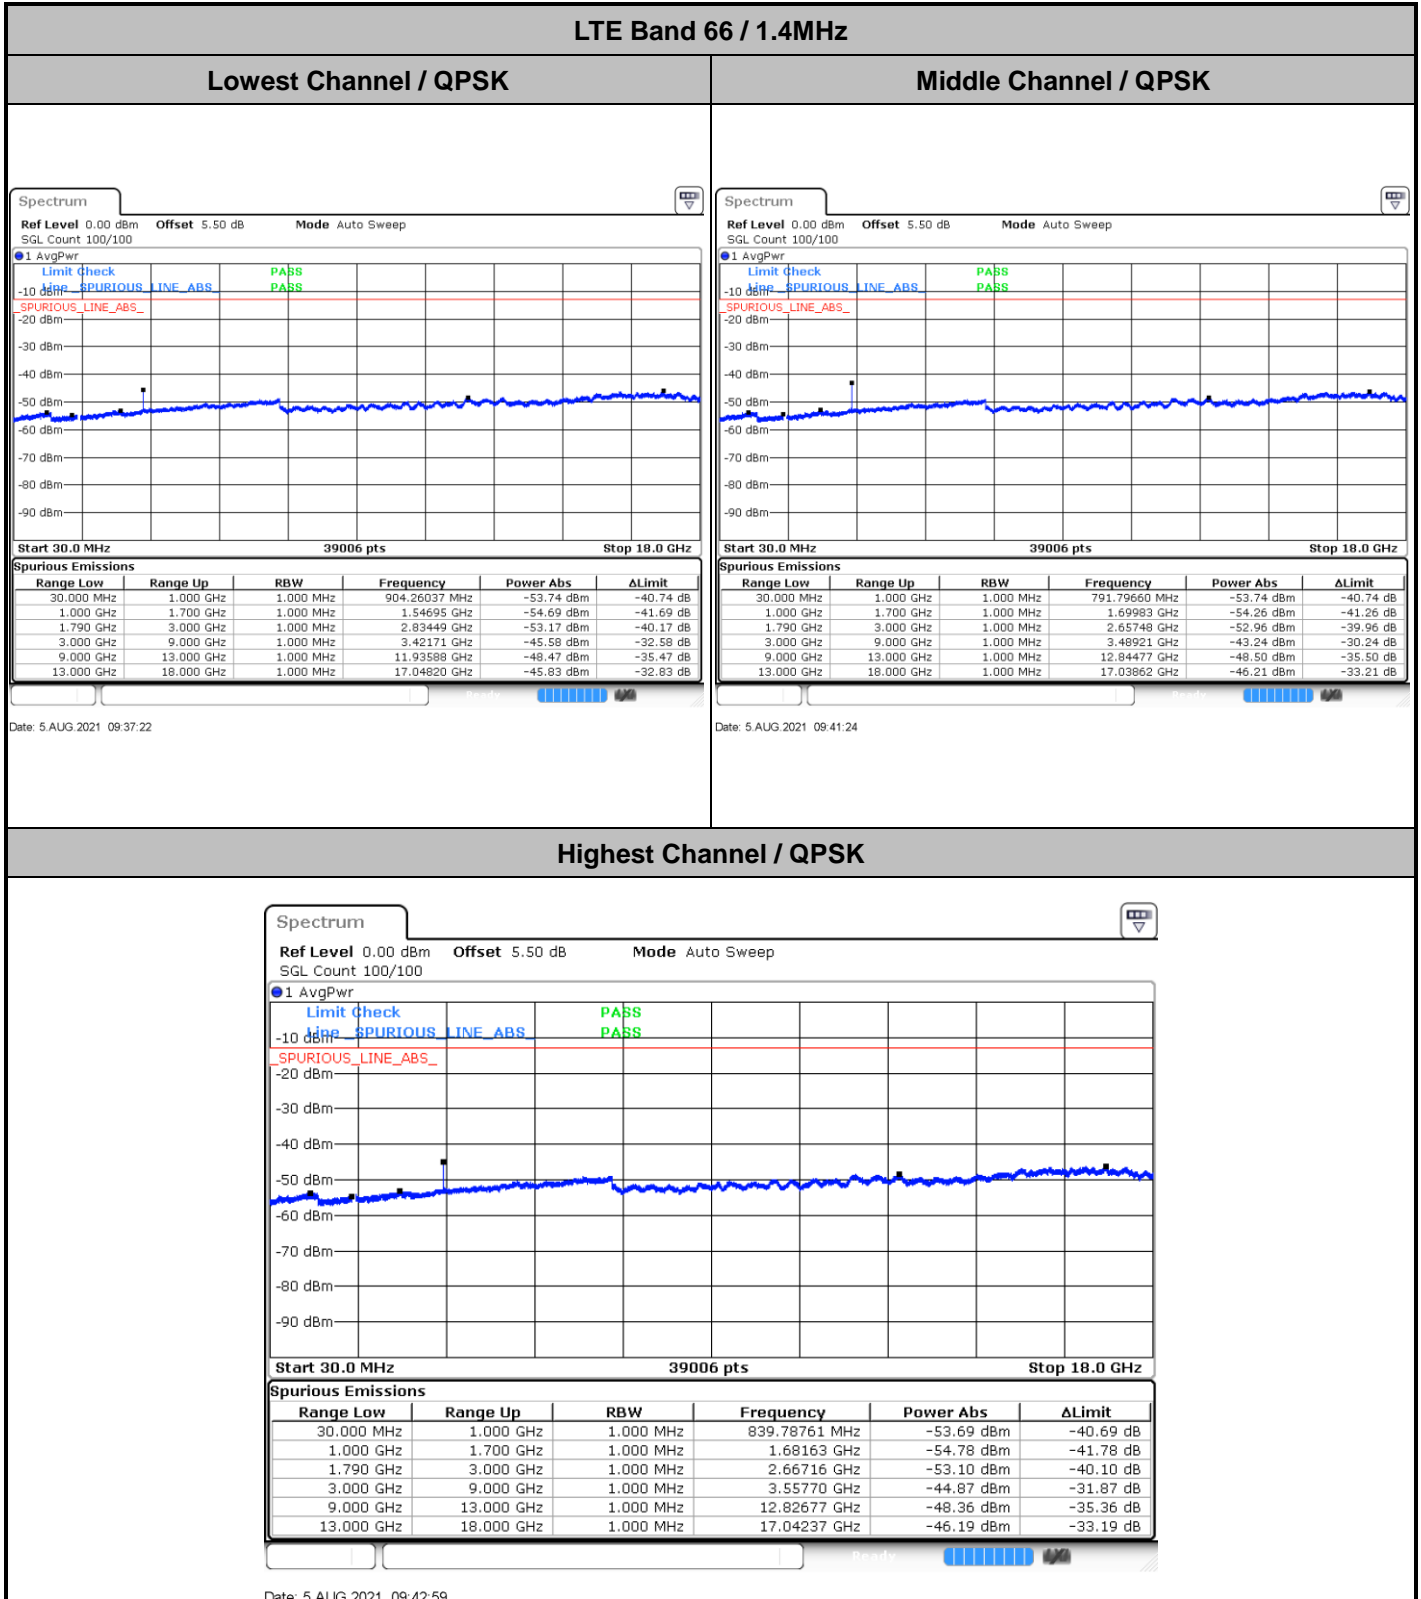 LTE Band 66 / 1.4MHz
Lowest Channel / QPSK
Middle Channel / QPSK
Spectrum
Ref Level 0.00 dBm Offset 5.50 dB Mode Auto Sweep
SGL Count 100/100
1 AvgPwr
Limit Check PASS
-10 dBm Line _SPURIOUS_LINE_ABS_ PASS
_SPURIOUS_LINE_ABS_
-20 dBm
-30 dBm
-40 dBm
-50 dBm
-60 dBm
-70 dBm
-80 dBm
-90 dBm
Start 30.0 MHz 39006 pts Stop 18.0 GHz
Spurious Emissions
Range Low Range Up RBW Frequency Power Abs ΔLimit
30.000 MHz 1.000 GHz 1.000 MHz 904.26037 MHz -53.74 dBm -40.74 dB
1.000 GHz 1.700 GHz 1.000 MHz 1.54695 GHz -54.69 dBm -41.69 dB
1.790 GHz 3.000 GHz 1.000 MHz 2.83449 GHz -53.17 dBm -40.17 dB
3.000 GHz 9.000 GHz 1.000 MHz 3.42171 GHz -45.58 dBm -32.58 dB
9.000 GHz 13.000 GHz 1.000 MHz 11.93588 GHz -48.47 dBm -35.47 dB
13.000 GHz 18.000 GHz 1.000 MHz 17.04820 GHz -45.83 dBm -32.83 dB
Ready
Date: 5.AUG.2021 09:37:22
Spectrum
Ref Level 0.00 dBm Offset 5.50 dB Mode Auto Sweep
SGL Count 100/100
1 AvgPwr
Limit Check PASS
-10 dBm Line _SPURIOUS_LINE_ABS_ PASS
_SPURIOUS_LINE_ABS_
-20 dBm
-30 dBm
-40 dBm
-50 dBm
-60 dBm
-70 dBm
-80 dBm
-90 dBm
Start 30.0 MHz 39006 pts Stop 18.0 GHz
Spurious Emissions
Range Low Range Up RBW Frequency Power Abs ΔLimit
30.000 MHz 1.000 GHz 1.000 MHz 791.79660 MHz -53.74 dBm -40.74 dB
1.000 GHz 1.700 GHz 1.000 MHz 1.69983 GHz -54.26 dBm -41.26 dB
1.790 GHz 3.000 GHz 1.000 MHz 2.65748 GHz -52.96 dBm -39.96 dB
3.000 GHz 9.000 GHz 1.000 MHz 3.48921 GHz -43.24 dBm -30.24 dB
9.000 GHz 13.000 GHz 1.000 MHz 12.84477 GHz -48.50 dBm -35.50 dB
13.000 GHz 18.000 GHz 1.000 MHz 17.03862 GHz -46.21 dBm -33.21 dB
Ready
Date: 5.AUG.2021 09:41:24
Highest Channel / QPSK
Spectrum
Ref Level 0.00 dBm Offset 5.50 dB Mode Auto Sweep
SGL Count 100/100
1 AvgPwr
Limit Check PASS
-10 dBm Line _SPURIOUS_LINE_ABS_ PASS
_SPURIOUS_LINE_ABS_
-20 dBm
-30 dBm
-40 dBm
-50 dBm
-60 dBm
-70 dBm
-80 dBm
-90 dBm
Start 30.0 MHz 39006 pts Stop 18.0 GHz
Spurious Emissions
Range Low Range Up RBW Frequency Power Abs ΔLimit
30.000 MHz 1.000 GHz 1.000 MHz 839.78761 MHz -53.69 dBm -40.69 dB
1.000 GHz 1.700 GHz 1.000 MHz 1.68163 GHz -54.78 dBm -41.78 dB
1.790 GHz 3.000 GHz 1.000 MHz 2.66716 GHz -53.10 dBm -40.10 dB
3.000 GHz 9.000 GHz 1.000 MHz 3.55770 GHz -44.87 dBm -31.87 dB
9.000 GHz 13.000 GHz 1.000 MHz 12.82677 GHz -48.36 dBm -35.36 dB
13.000 GHz 18.000 GHz 1.000 MHz 17.04237 GHz -46.19 dBm -33.19 dB
Ready
Date: 5.AUG.2021 09:42:59